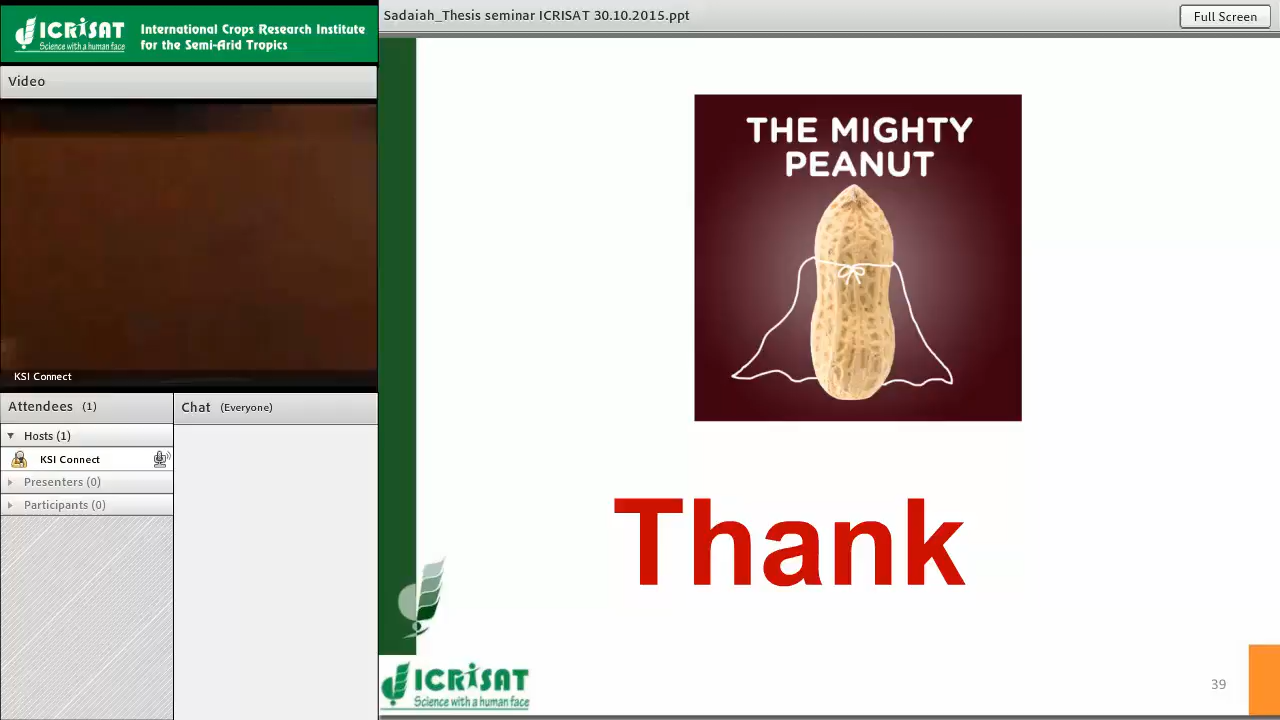 ICRISAT
Science with a human face
International Crops Research Institute
for the Semi-Arid Tropics
Sadaiah_Thesis seminar ICRISAT 30.10.2015.ppt
Full Screen
Video
KSI Connect
Attendees (1)
Chat (Everyone)
Hosts (1)
KSI Connect
Presenters (0)
Participants (0)
THE MIGHTY
PEANUT
Thank
ICRISAT
Science with a human face
39